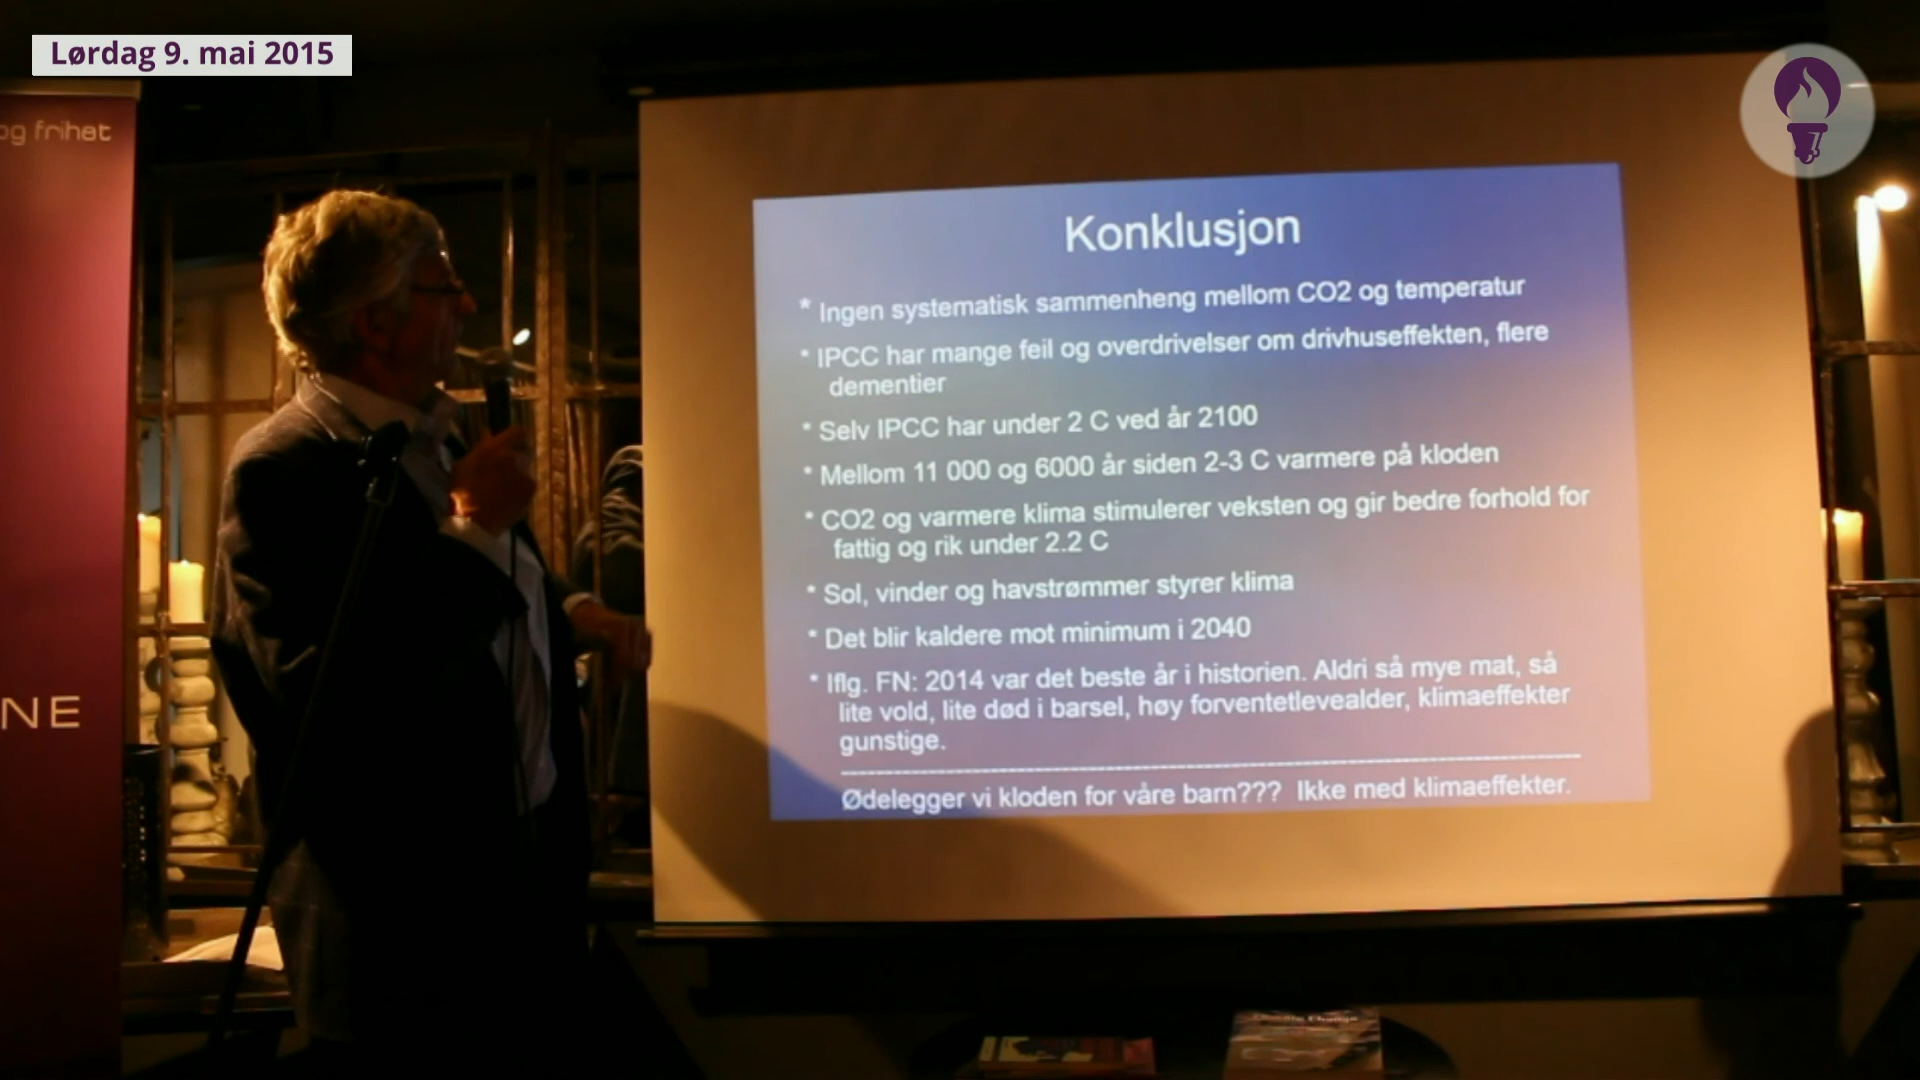 Lørdag 9. mai 2015
og frihet
NE
Konklusjon
* Ingen systematisk sammenheng mellom CO2 og temperatur
* IPCC har mange feil og overdrivelser om drivhuseffekten, flere
dementier
* Selv IPCC har under 2 C ved år 2100
* Mellom 11 000 og 6000 år siden 2-3 C varmere på kloden
* CO2 og varmere klima stimulerer veksten og gir bedre forhold for
fattig og rik under 2.2 C
* Sol, vinder og havstrømmer styrer klima
* Det blir kaldere mot minimum i 2040
* Iflg. FN: 2014 var det beste år i historien. Aldri så mye mat, så
lite vold, lite død i barsel, høy forventetlevealder, klimaeffekter
gunstige.
Ødelegger vi kloden for våre barn??? Ikke med klimaeffekter.